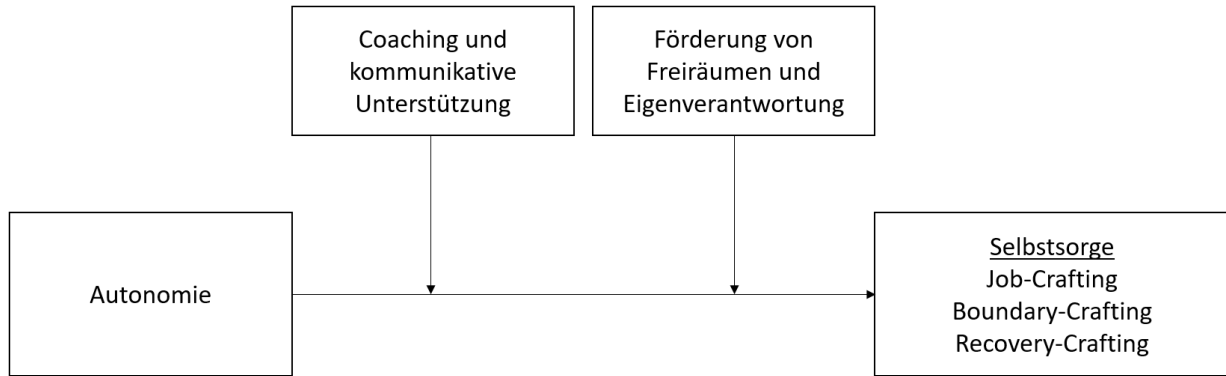 Coaching und
kommunikative
Unterstützung
Förderung von
Freiräumen und
Eigenverantwortung
Autonomie
Selbstsorge
Job-Crafting
Boundary-Crafting
Recovery-Crafting